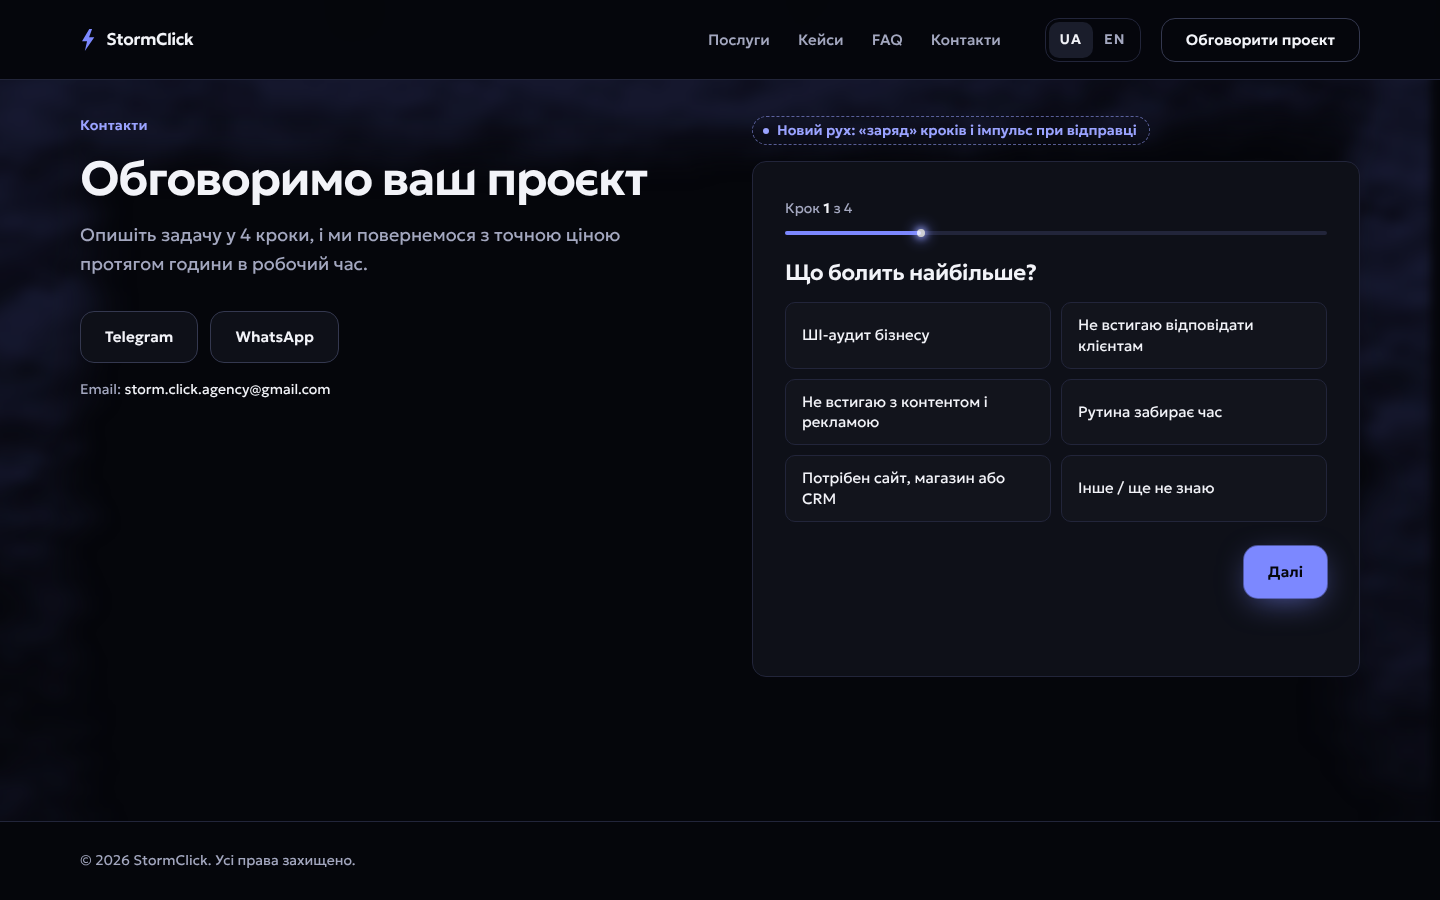 StormClick
Послуги
Кейси
FAQ
Контакти
UA
EN
Обговорити проєкт
Контакти
Обговоримо ваш проєкт
Опишіть задачу у 4 кроки, і ми повернемося з точною ціною
протягом години в робочий час.
Telegram
WhatsApp
Email: storm.click.agency@gmail.com
Новий рух: «заряд» кроків і імпульс при відправці
Крок 1 з 4
Що болить найбільше?
ШІ-аудит бізнесу
Не встигаю відповідати
клієнтам
Не встигаю з контентом і
рекламою
Рутина забирає час
Потрібен сайт, магазин або
CRM
Інше / ще не знаю
Далі
© 2026 StormClick. Усі права захищено.